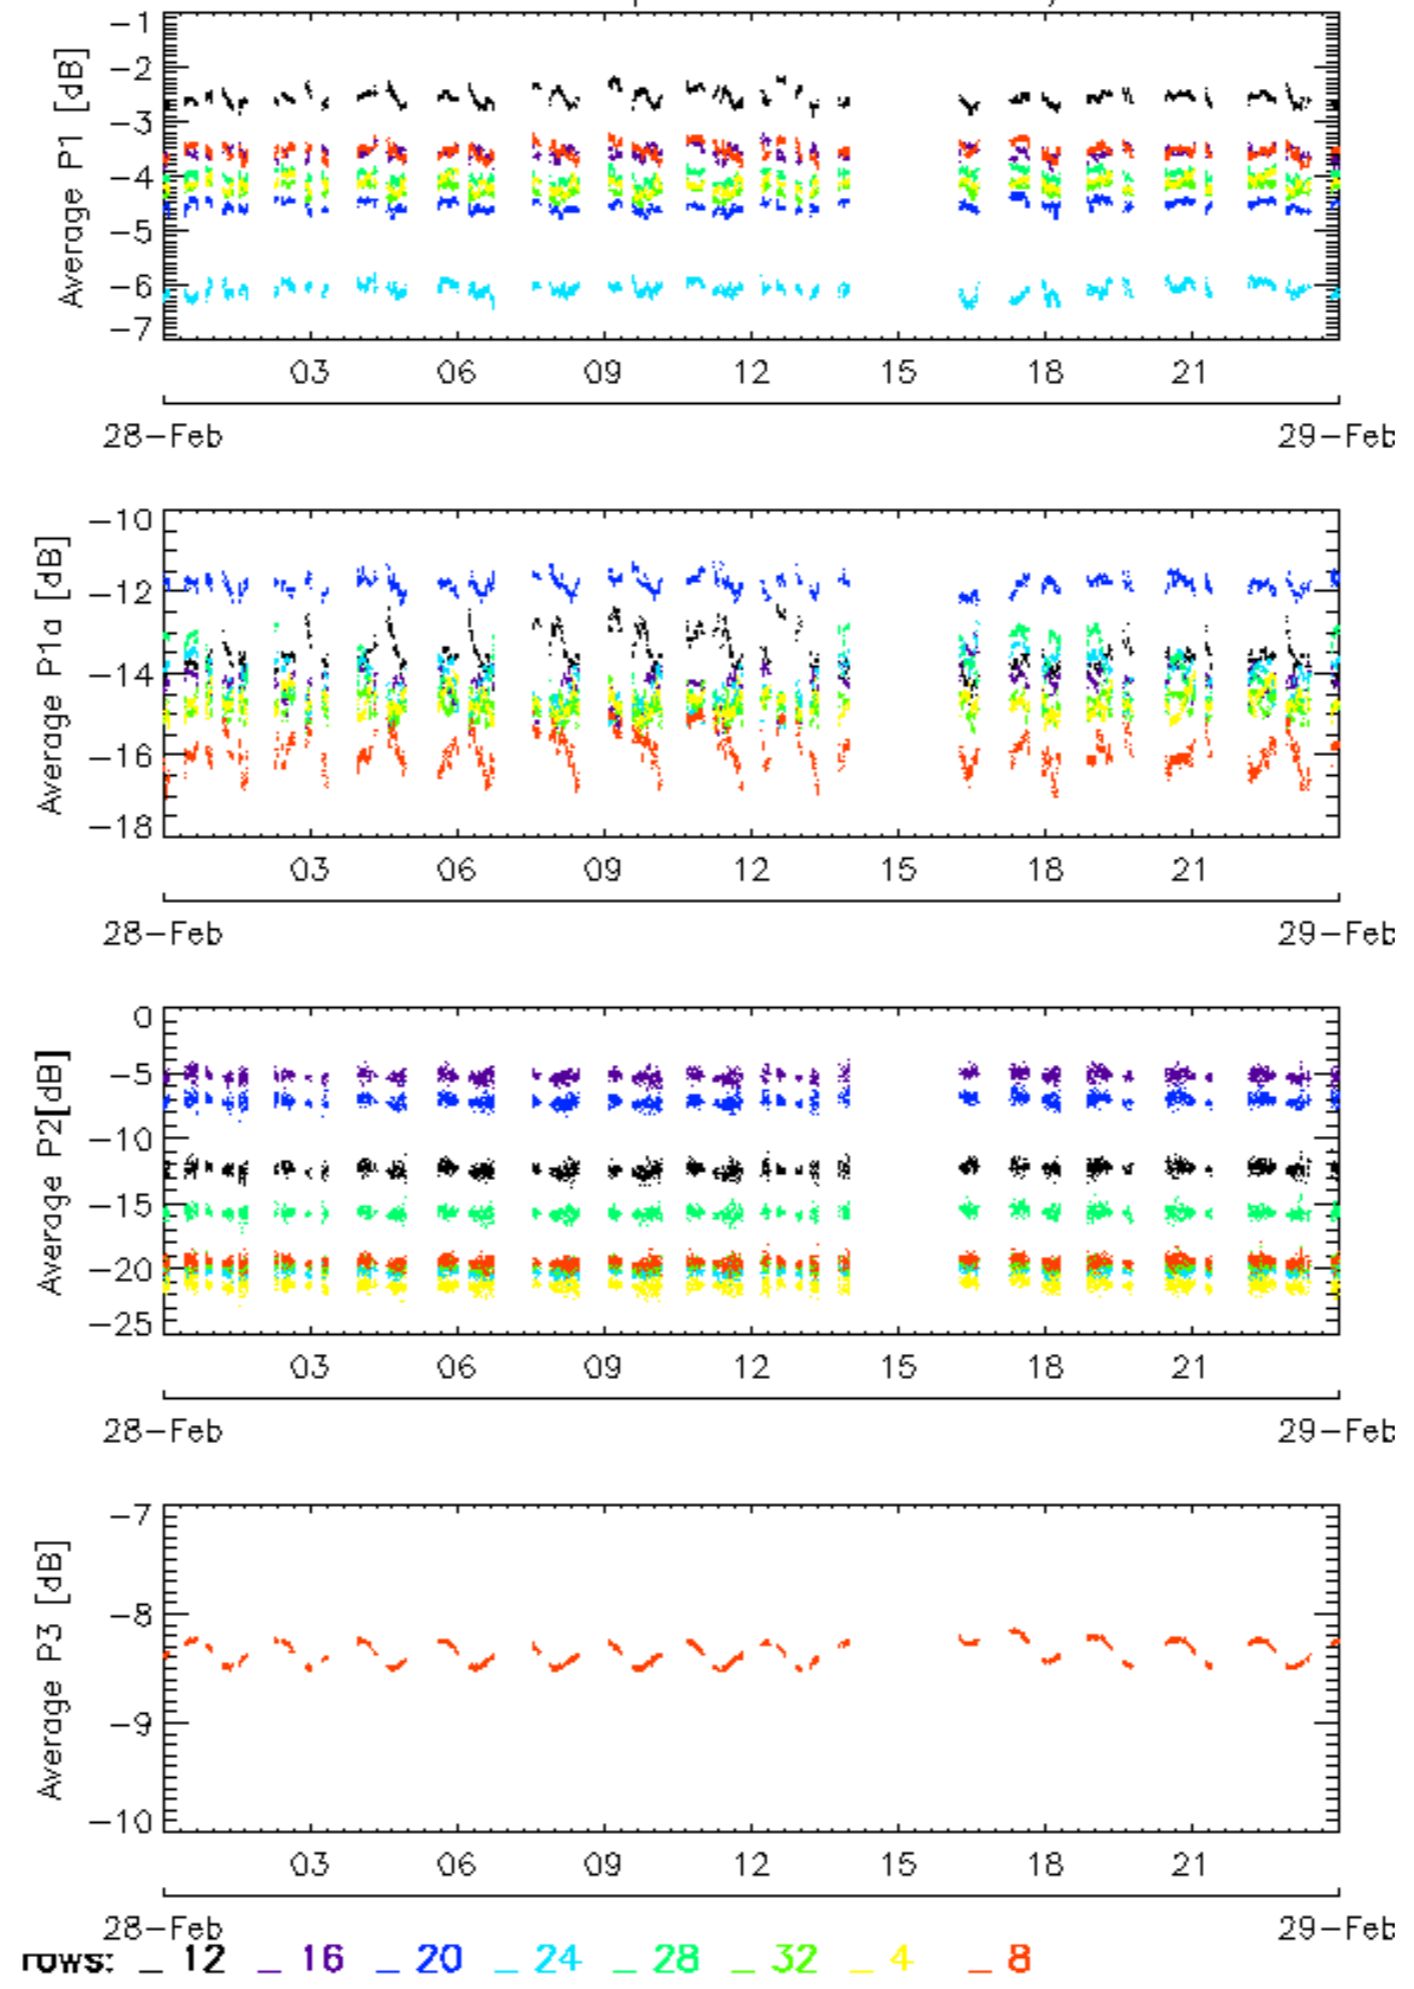 Average P1 [dB]
-1
-2
-3
-4
-5
-6
-7
03 06 09 12 15 18 21
28-Feb 29-Feb
Average P1a [dB]
-10
-12
-14
-16
-18
03 06 09 12 15 18 21
28-Feb 29-Feb
Average P2[dB]
0
-5
-10
-15
-20
-25
03 06 09 12 15 18 21
28-Feb 29-Feb
Average P3 [dB]
-7
-8
-9
-10
03 06 09 12 15 18 21
28-Feb 29-Feb
rows: _ 12 _ 16 _ 20 _ 24 _ 28 _ 32 _ 4 _ 8